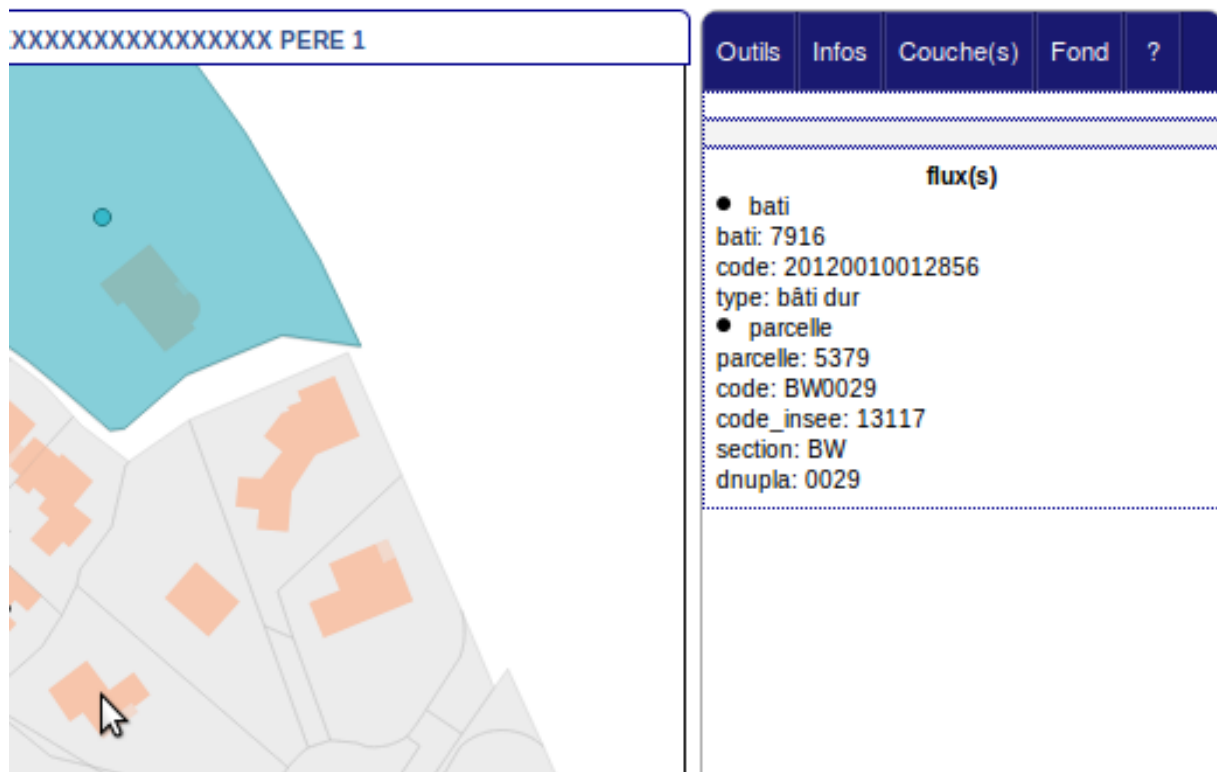 XXXXXXXXXXXXXXXXX PERE 1
Outils Infos Couche(s) Fond ?
flux(s)
• bati
bati: 7916
code: 20120010012856
type: bâti dur
• parcelle
parcelle: 5379
code: BW0029
code_insee: 13117
section: BW
dnupla: 0029